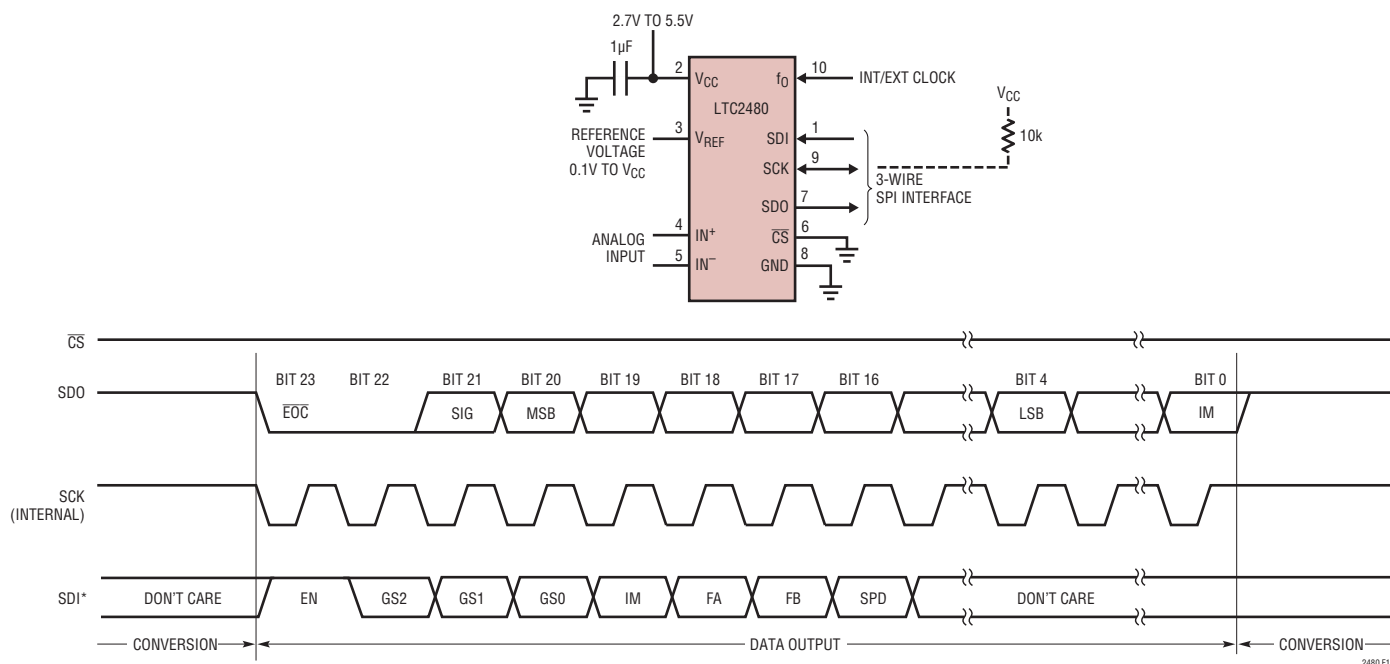 2.7V TO 5.5V
1µF
2
VCC
LTC2480
fO
10
INT/EXT CLOCK
REFERENCE
VOLTAGE
0.1V TO VCC
3
VREF
SDI
1
SCK
9
SDO
7
3-WIRE
SPI INTERFACE
VCC
10k
ANALOG
INPUT
4
IN+
5
IN–
CS
6
GND
8
CS
SDO
BIT 23 BIT 22 BIT 21 BIT 20 BIT 19 BIT 18 BIT 17 BIT 16 BIT 4 BIT 0
EOC SIG MSB LSB IM
SCK
(INTERNAL)
SDI* DON'T CARE EN GS2 GS1 GS0 IM FA FB SPD DON'T CARE
CONVERSION DATA OUTPUT CONVERSION